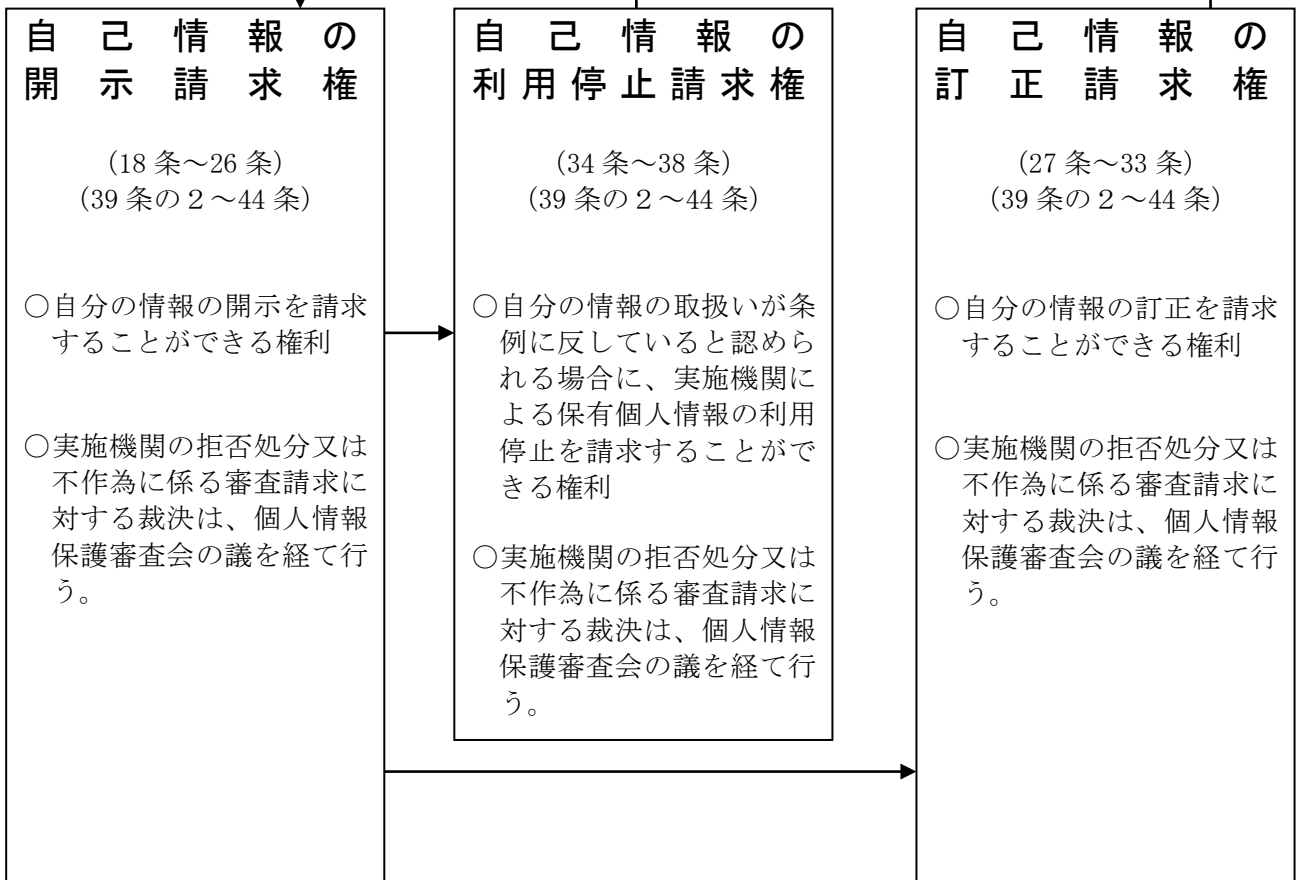 自己情報の
開示請求権
(18条～26条)
(39条の２～44条)
○自分の情報の開示を請求
することができる権利
○実施機関の拒否処分又は
不作為に係る審査請求に
対する裁決は、個人情報
保護審査会の議を経て行
う。
自己情報の
利用停止請求権
(34条～38条)
(39条の２～44条)
○自分の情報の取扱いが条
例に反していると認めら
れる場合に、実施機関に
よる保有個人情報の利用
停止を請求することがで
きる権利
○実施機関の拒否処分又は
不作為に係る審査請求に
対する裁決は、個人情報
保護審査会の議を経て行
う。
自己情報の
訂正請求権
(27条～33条)
(39条の２～44条)
○自分の情報の訂正を請求
することができる権利
○実施機関の拒否処分又は
不作為に係る審査請求に
対する裁決は、個人情報
保護審査会の議を経て行
う。